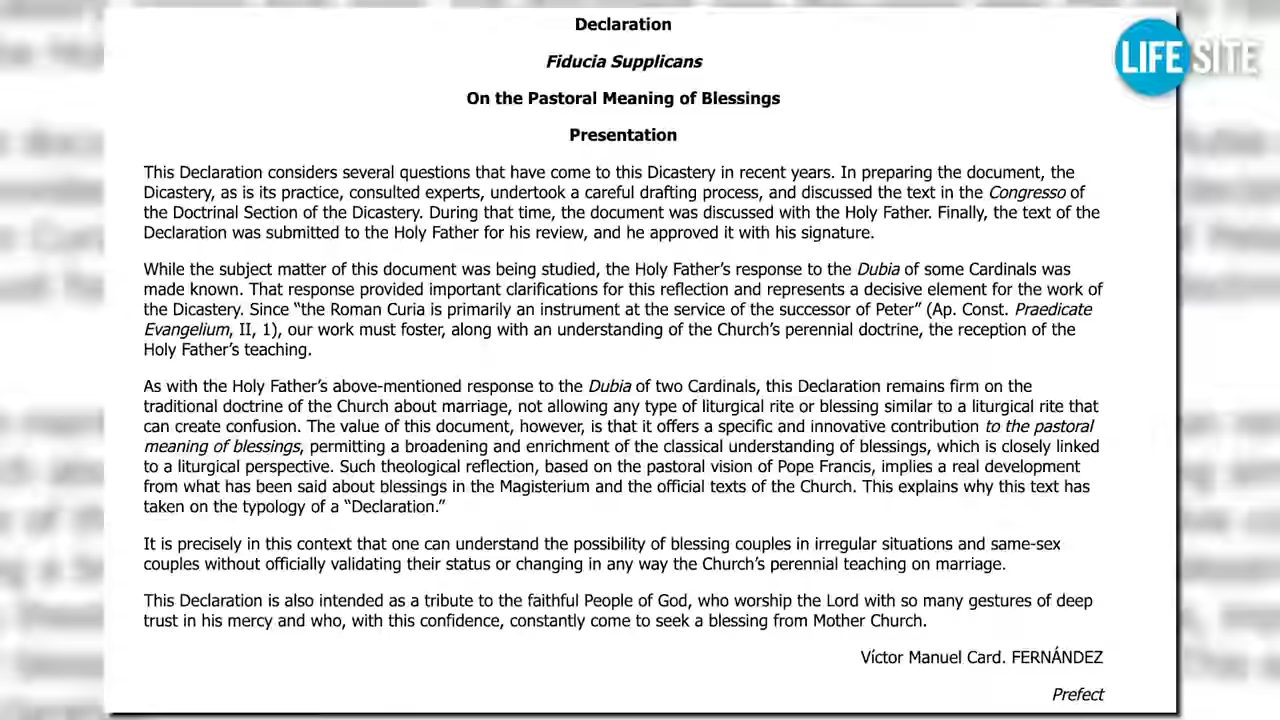 Declaration
Fiducia Supplicans
On the Pastoral Meaning of Blessings
Presentation
This Declaration considers several questions that have come to this Dicastery in recent years. In preparing the document, the
Dicastery, as is its practice, consulted experts, undertook a careful drafting process, and discussed the text in the Congresso of
the Doctrinal Section of the Dicastery. During that time, the document was discussed with the Holy Father. Finally, the text of the
Declaration was submitted to the Holy Father for his review, and he approved it with his signature.
While the subject matter of this document was being studied, the Holy Father’s response to the Dubia of some Cardinals was
made known. That response provided important clarifications for this reflection and represents a decisive element for the work of
the Dicastery. Since “the Roman Curia is primarily an instrument at the service of the successor of Peter” (Ap. Const. Praedicate
Evangelium, II, 1), our work must foster, along with an understanding of the Church’s perennial doctrine, the reception of the
Holy Father’s teaching.
As with the Holy Father’s above-mentioned response to the Dubia of two Cardinals, this Declaration remains firm on the
traditional doctrine of the Church about marriage, not allowing any type of liturgical rite or blessing similar to a liturgical rite that
can create confusion. The value of this document, however, is that it offers a specific and innovative contribution to the pastoral
meaning of blessings, permitting a broadening and enrichment of the classical understanding of blessings, which is closely linked
to a liturgical perspective. Such theological reflection, based on the pastoral vision of Pope Francis, implies a real development
from what has been said about blessings in the Magisterium and the official texts of the Church. This explains why this text has
taken on the typology of a “Declaration.”
It is precisely in this context that one can understand the possibility of blessing couples in irregular situations and same-sex
couples without officially validating their status or changing in any way the Church’s perennial teaching on marriage.
This Declaration is also intended as a tribute to the faithful People of God, who worship the Lord with so many gestures of deep
trust in his mercy and who, with this confidence, constantly come to seek a blessing from Mother Church.
Víctor Manuel Card. FERNÁNDEZ
Prefect
LIFE SITE